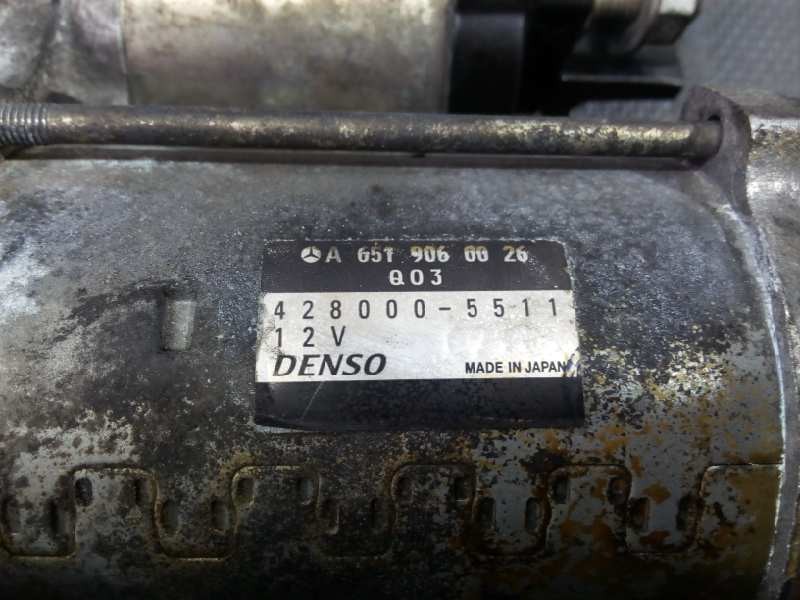 A 651 906 00 26
Q03
428000-5511
12V
DENSO MADE IN JAPAN